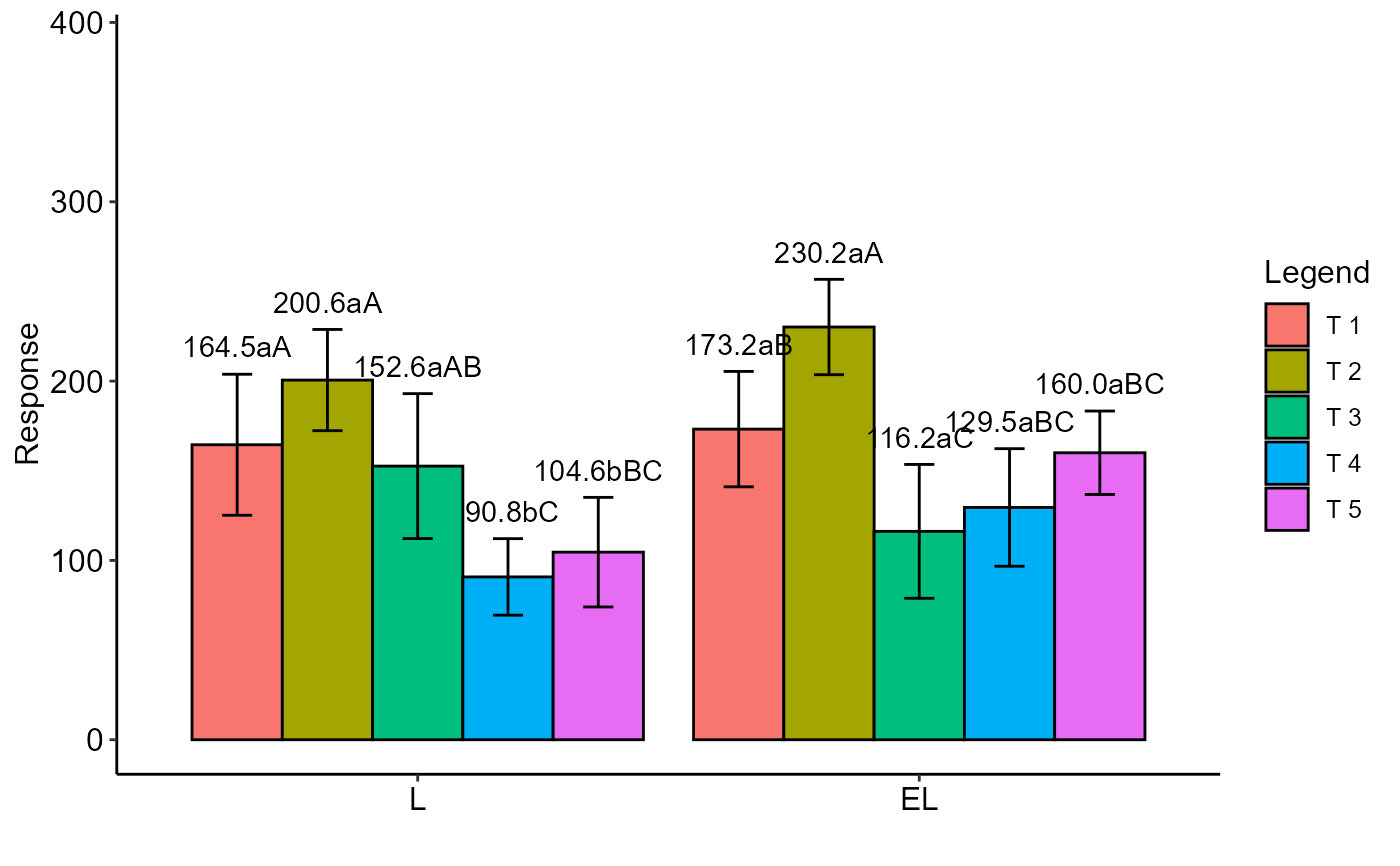 400
300
200
100
0
Response
164.5aA
200.6aA
152.6aAB
90.8bC
104.6bBC
173.2aB
230.2aA
116.2aC
129.5aBC
160.0aBC
L
EL
Legend
T 1
T 2
T 3
T 4
T 5